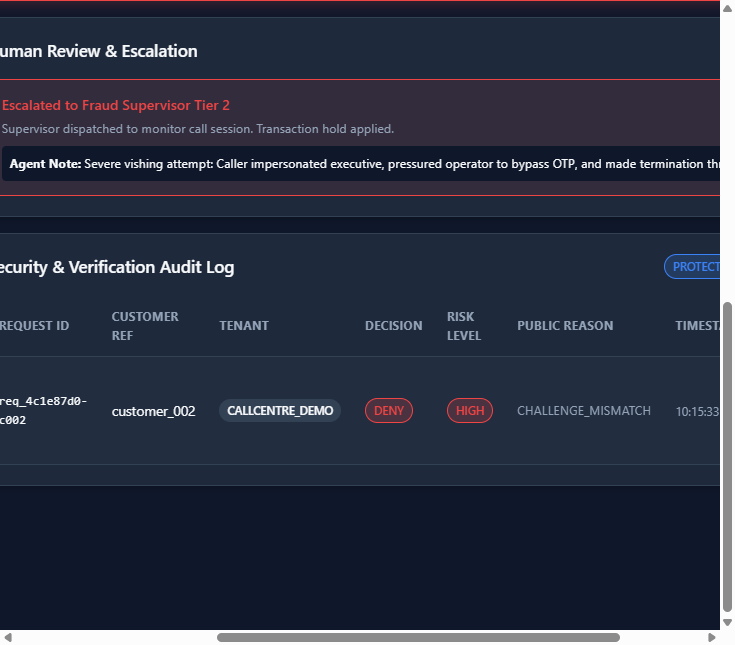 uman Review & Escalation
Escalated to Fraud Supervisor Tier 2
Supervisor dispatched to monitor call session. Transaction hold applied.
Agent Note: Severe vishing attempt: Caller impersonated executive, pressured operator to bypass OTP, and made termination thr
ecurity & Verification Audit Log
PROTECT
REQUEST ID
CUSTOMER
REF
TENANT
DECISION
RISK
LEVEL
PUBLIC REASON
TIMESTA
req_4c1e87d0-
c002
customer_002
CALLCENTRE_DEMO
DENY
HIGH
CHALLENGE_MISMATCH
10:15:33